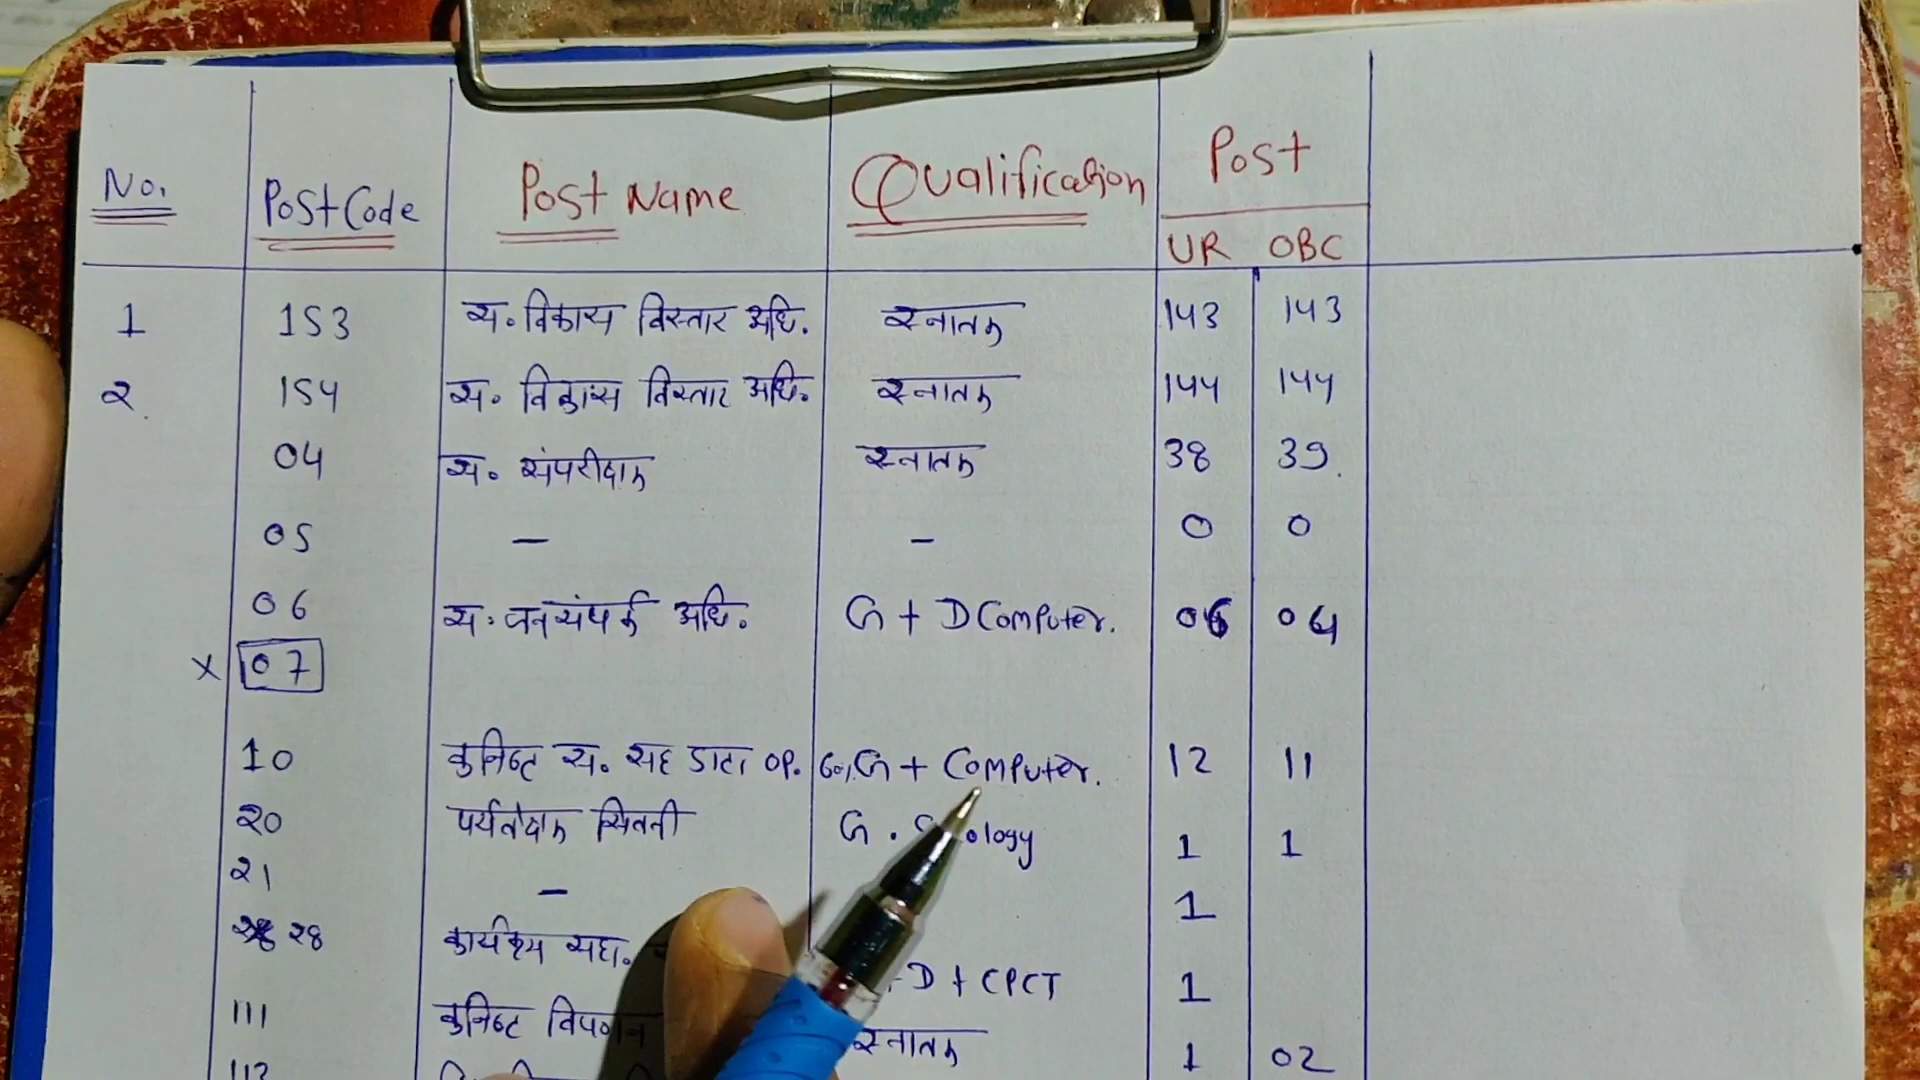 No. Post Code Post Name Qualification Post
UR OBC
1 153 स. विकास विस्तार अधि. स्नातक 143 143
2 154 स. विकास विस्तार अधि. स्नातक 144 144
04 स. संपरीक्षक स्नातक 38 39.
05 - - 0 0
06 स. जनसंपर्क अधि. G + D Computer. 06 04
x 07
10 कनिष्ट स. सह डाटा OP. G + Computer. 12 11
20 पर्यवेक्षक G. 1 1
21 - 1
28 कार्यक्रम सहा. D + CPCT 1
111 कनिष्ट विपणन स्नातक 1 02